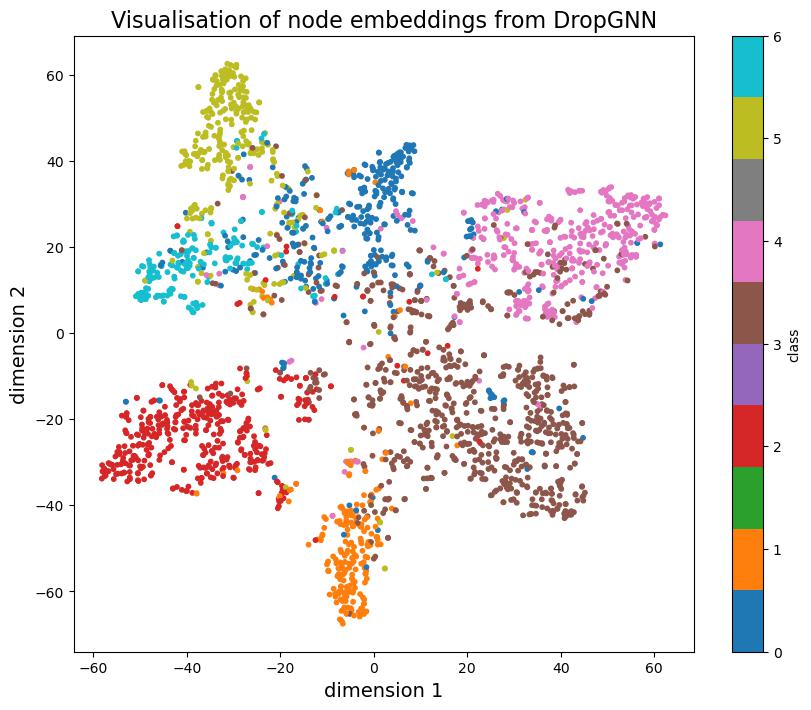 Visualisation of node embeddings from DropGNN
60
40
20
0
−20
−40
−60
dimension 2
−60 −40 −20 0 20 40 60
dimension 1
6
5
4
3
2
1
0
class